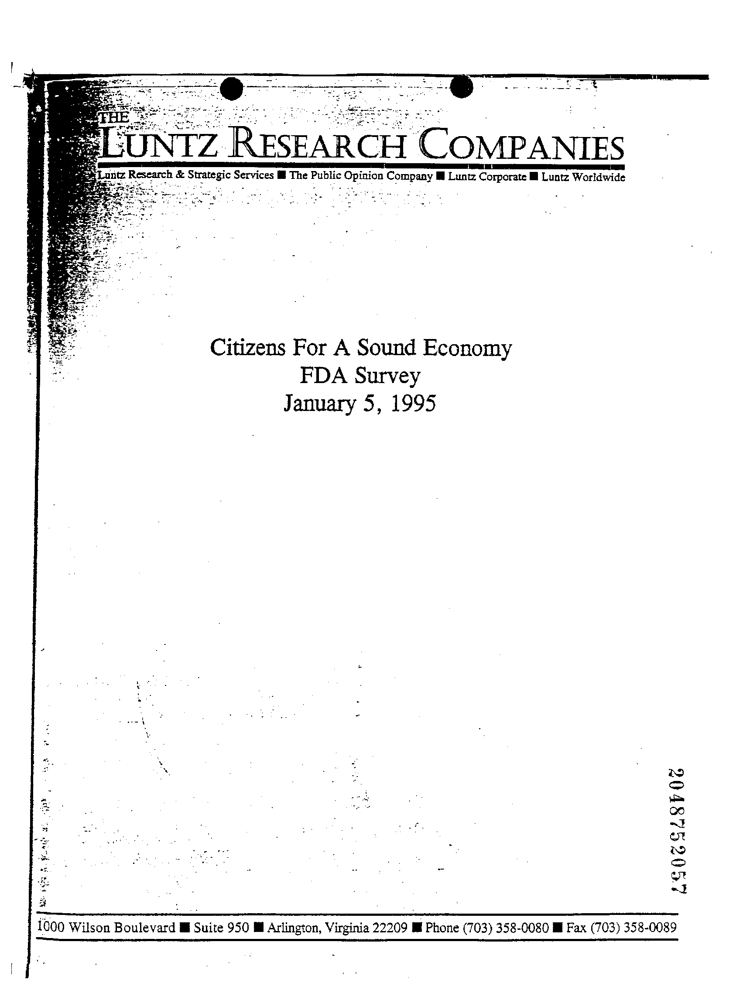 THE
LUNTZ RESEARCH COMPANIES
Luntz Research & Strategic Services ■ The Public Opinion Company ■ Luntz Corporate ■ Luntz Worldwide
Citizens For A Sound Economy
FDA Survey
January 5, 1995
2048752057
1000 Wilson Boulevard ■ Suite 950 ■ Arlington, Virginia 22209 ■ Phone (703) 358-0080 ■ Fax (703) 358-0089